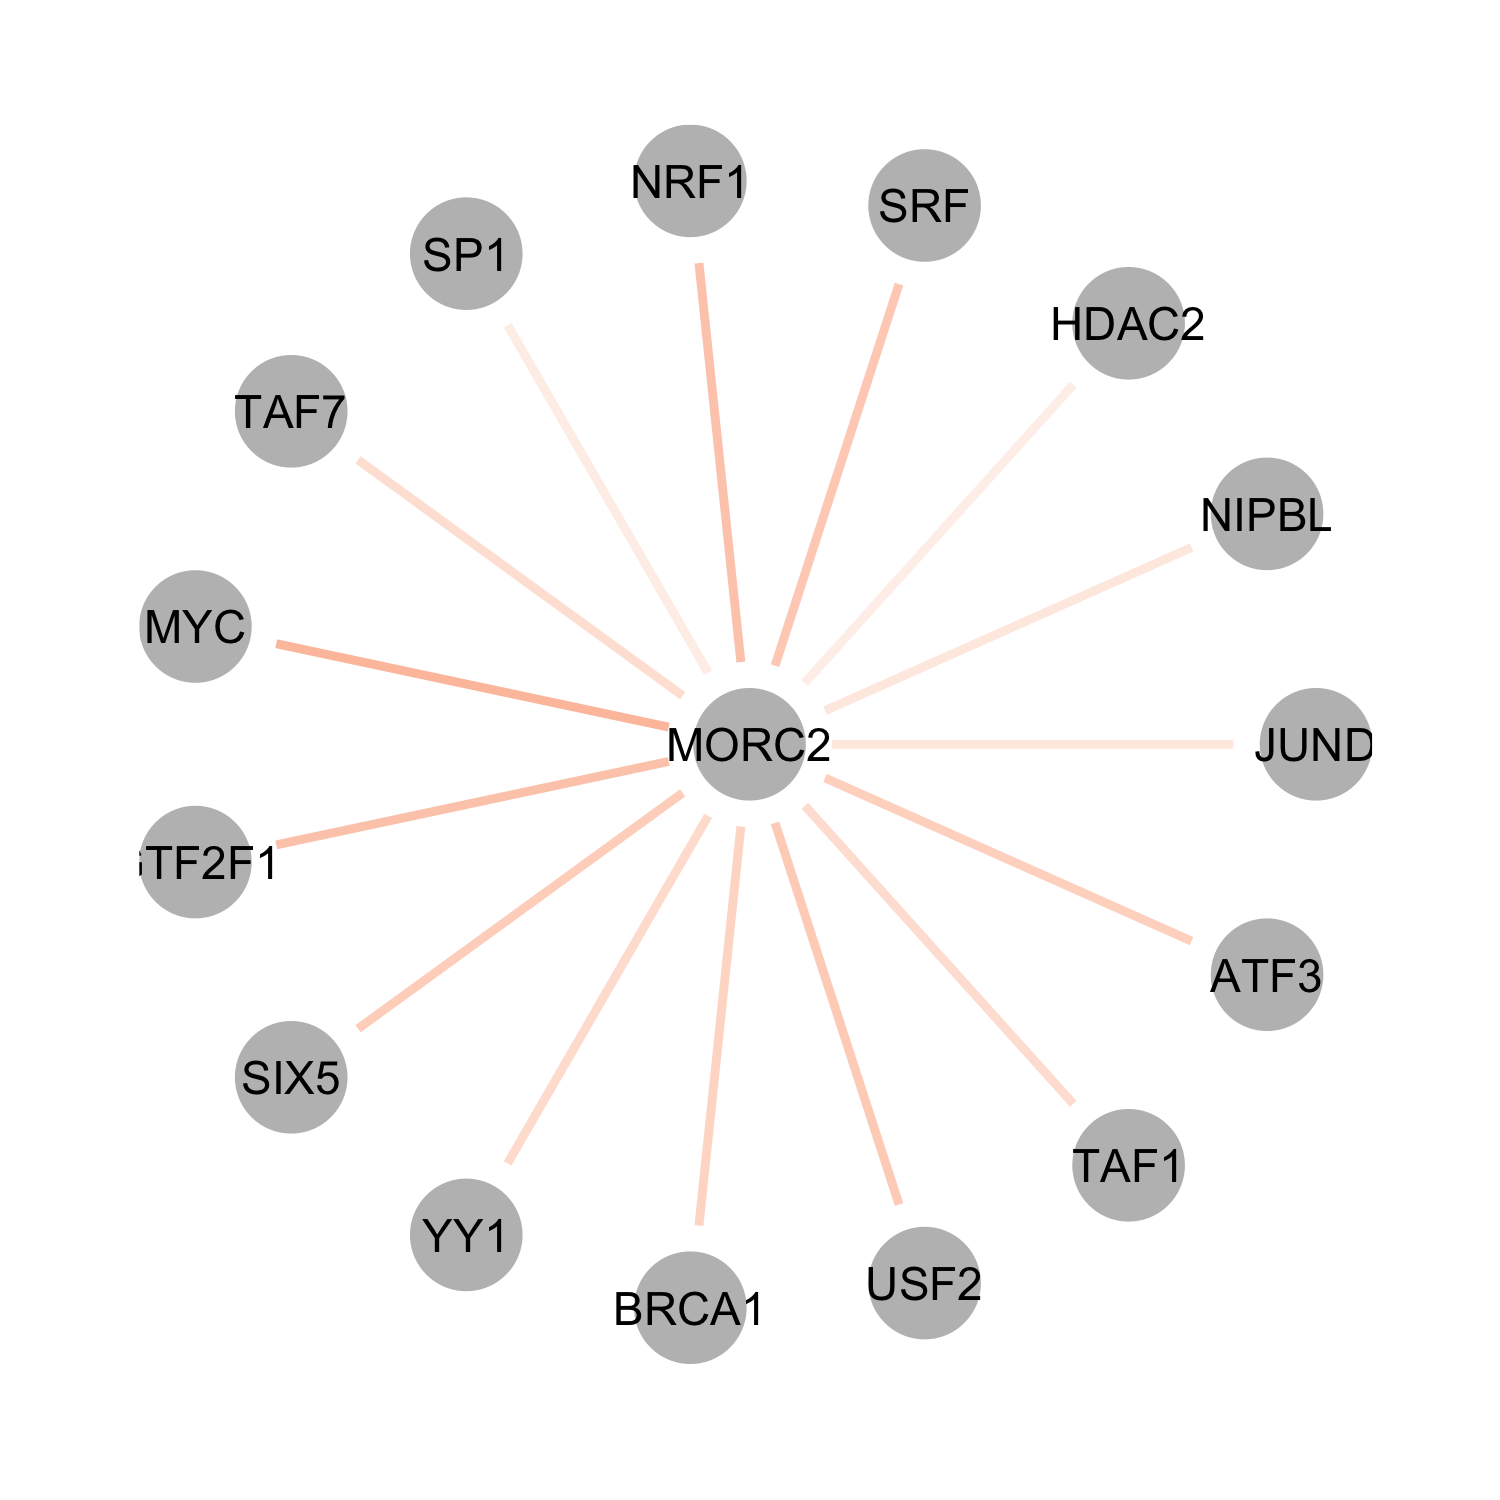 NRF1
SRF
SP1
HDAC2
TAF7
NIPBL
MYC
MORC2
JUND
GTF2F1
ATF3
SIX5
TAF1
YY1
USF2
BRCA1